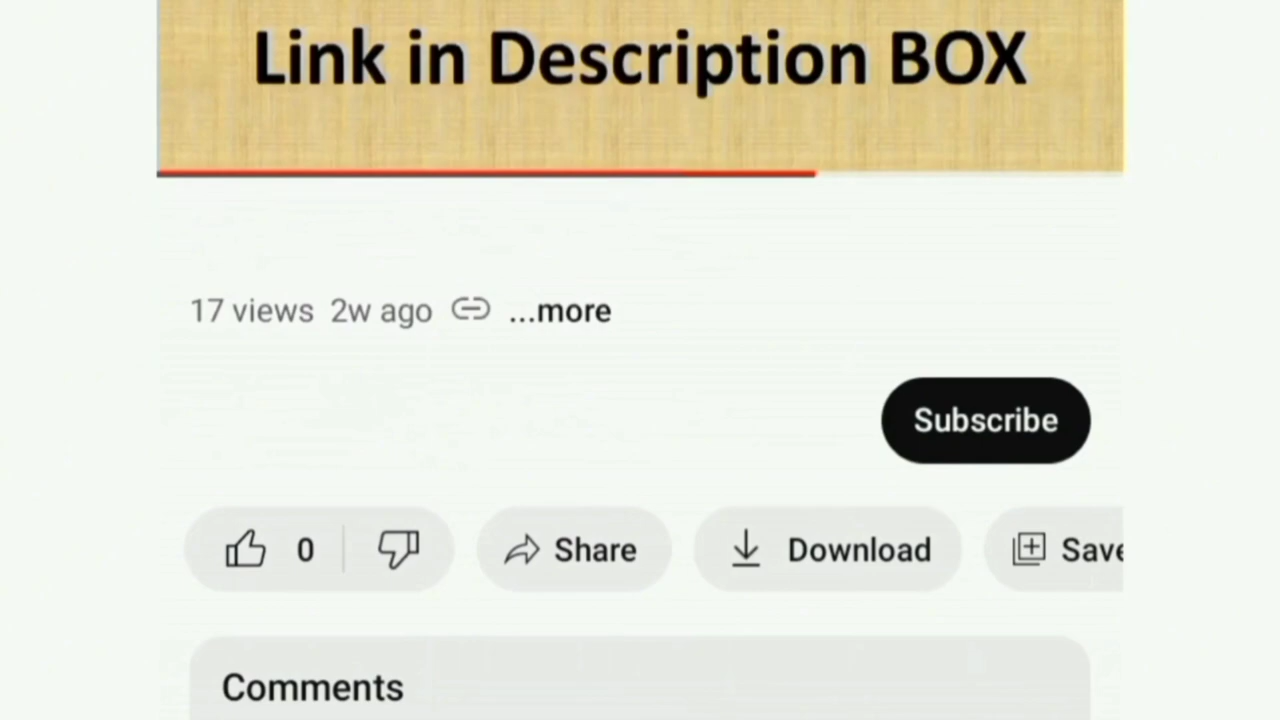 Link in Description BOX
17 views 2w ago ...more
Subscribe
0 Share Download Save
Comments